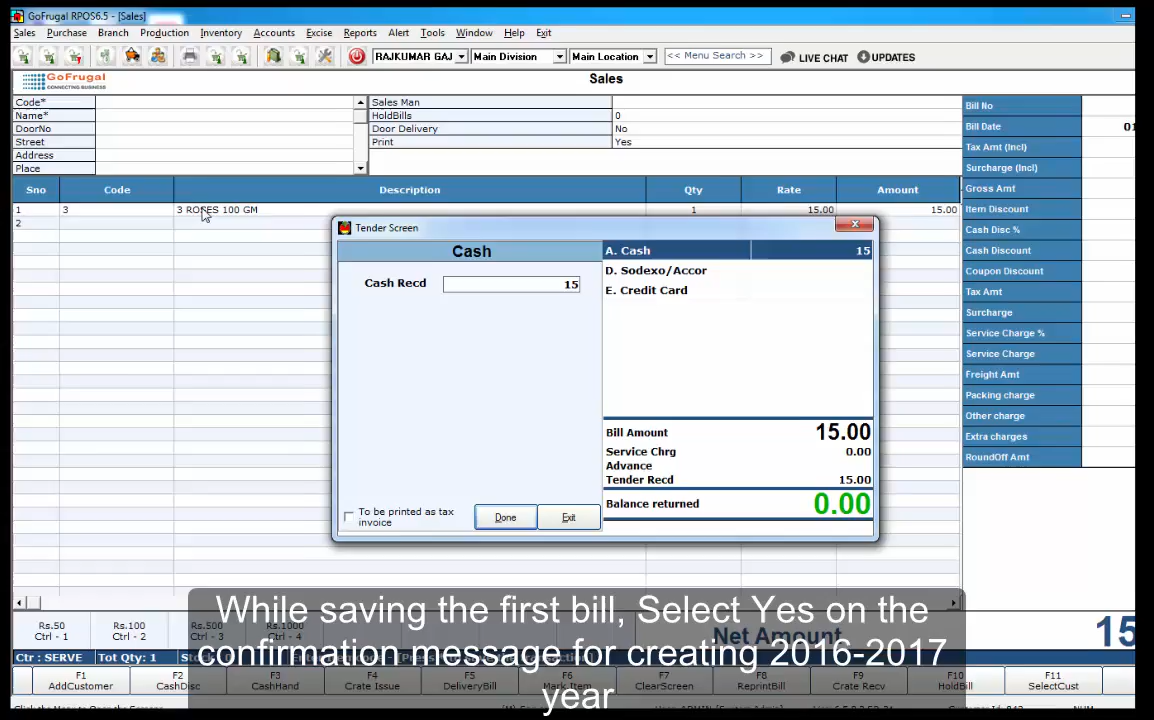 GoFrugal RPOS6.5 - [Sales]
Sales Purchase Branch Production Inventory Accounts Excise Reports Alert Tools Window Help Exit
RAJKUMAR GAJ Main Division Main Location << Menu Search >> LIVE CHAT UPDATES
GoFrugal
CONNECTING BUSINESS
Sales
Code*
Name*
DoorNo
Street
Address
Place
Sales Man
HoldBills 0
Door Delivery No
Print Yes
Bill No
Bill Date 01
Tax Amt (Incl)
Surcharge (Incl)
Gross Amt
Item Discount
Cash Disc %
Cash Discount
Coupon Discount
Tax Amt
Surcharge
Service Charge %
Service Charge
Freight Amt
Packing charge
Other charge
Extra charges
RoundOff Amt
Sno Code Description Qty Rate Amount
1 3 3 ROSES 100 GM 1 15.00 15.00
2
Tender Screen
Cash
Cash Recd 15
To be printed as tax
invoice
Done Exit
A. Cash 15
D. Sodexo/Accor
E. Credit Card
Bill Amount 15.00
Service Chrg 0.00
Advance
Tender Recd 15.00
Balance returned 0.00
While saving the first bill, Select Yes on the
confirmation message for creating 2016-2017
year
Rs.50
Ctrl - 1
Rs.100
Ctrl - 2
Rs.500
Ctrl - 3
Rs.1000
Ctrl - 4
Net Amount 15
Ctr : SERVE Tot Qty: 1
F1
AddCustomer
F2
CashDisc
F3
CashHand
F4
Crate Issue
F5
DeliveryBill
F6
Mark Item
F7
ClearScreen
F8
ReprintBill
F9
Crate Recv
F10
HoldBill
F11
SelectCust